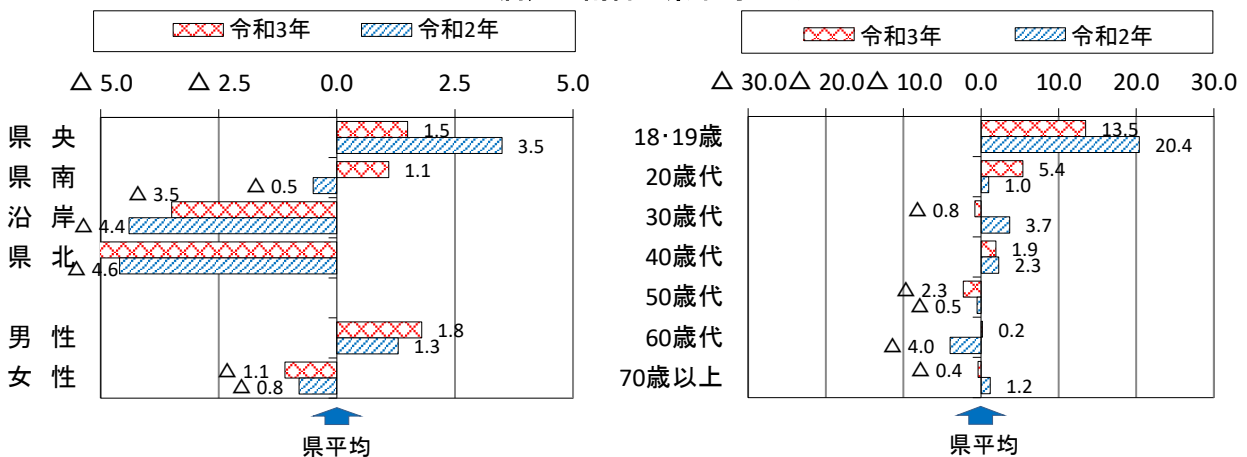 令和3年 令和2年
△ 5.0 △ 2.5 0.0 2.5 5.0
県 央 1.5
3.5
県 南 1.1
△ 0.5
沿 岸 △ 3.5
△ 4.4
県 北
△ 4.6
男 性 1.8
1.3
女 性 △ 1.1
△ 0.8
県平均
令和3年 令和2年
△ 30.0 △ 20.0 △ 10.0 0.0 10.0 20.0 30.0
18・19歳 13.5
20.4
20歳代 5.4
1.0
30歳代 △ 0.8
3.7
40歳代 1.9
2.3
50歳代 △ 2.3
△ 0.5
60歳代 0.2
△ 4.0
70歳以上 △ 0.4
1.2
県平均